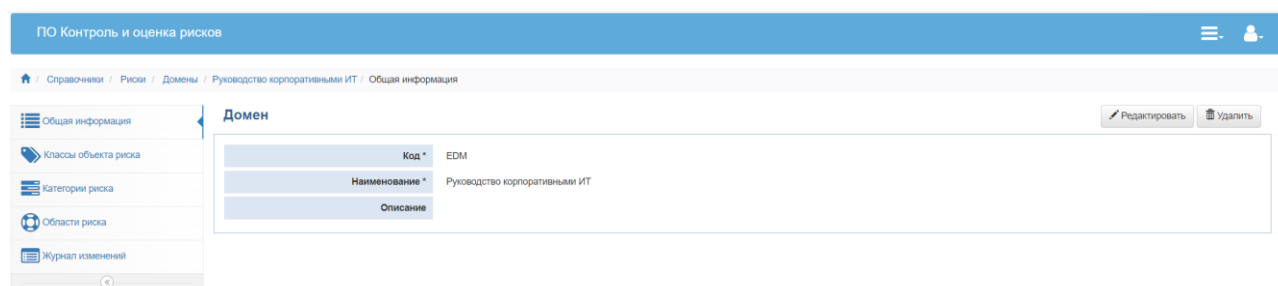 ПО Контроль и оценка рисков
/ Справочники / Риски / Домены / Руководство корпоративными ИТ / Общая информация
Общая информация
Классы объекта риска
Категории риска
Области риска
Журнал изменений
Домен
Редактировать
Удалить
Код * EDM
Наименование * Руководство корпоративными ИТ
Описание